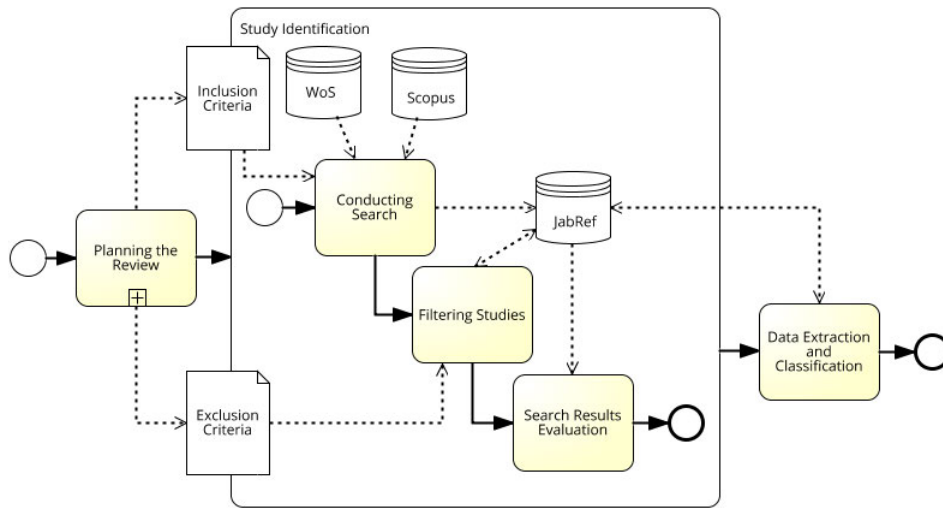 Study Identification
Inclusion
Criteria
WoS
Scopus
Conducting
Search
JabRef
Planning the
Review
Filtering Studies
Data Extraction
and
Classification
Exclusion
Criteria
Search Results
Evaluation